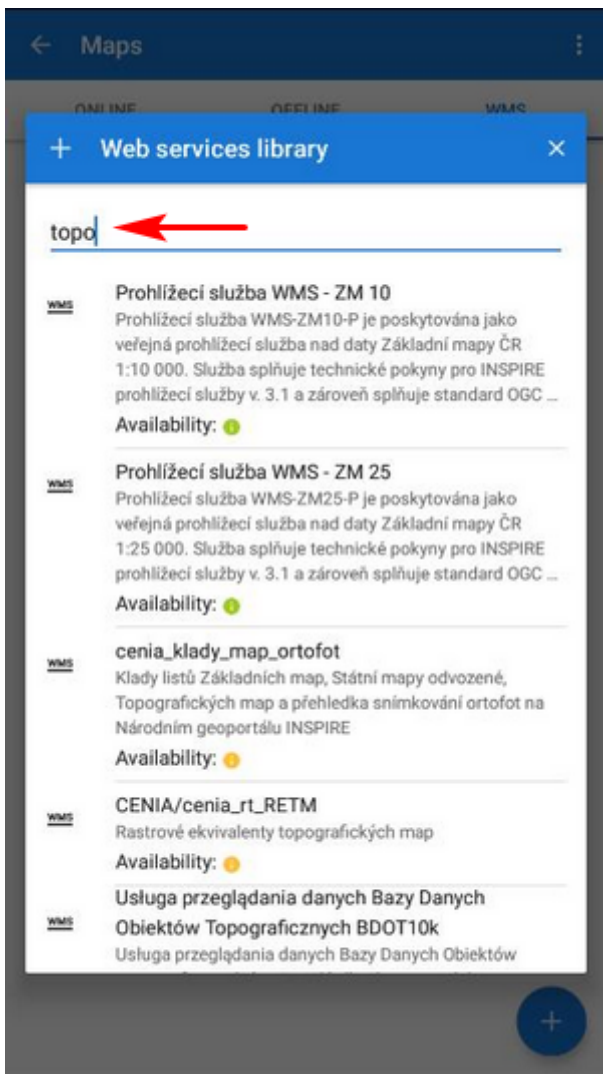 Maps
ONLINE OFFLINE WMS
Web services library
topo
WMS
Prohlížecí služba WMS - ZM 10
Prohlížecí služba WMS-ZM10-P je poskytována jako
veřejná prohlížecí služba nad daty Základní mapy ČR
1:10 000. Služba splňuje technické pokyny pro INSPIRE
prohlížecí služby v. 3.1 a zároveň splňuje standard OGC ...
Availability:
WMS
Prohlížecí služba WMS - ZM 25
Prohlížecí služba WMS-ZM25-P je poskytována jako
veřejná prohlížecí služba nad daty Základní mapy ČR
1:25 000. Služba splňuje technické pokyny pro INSPIRE
prohlížecí služby v. 3.1 a zároveň splňuje standard OGC ...
Availability:
WMS
cenia_klady_map_ortofot
Klady listů Základních map, Státní mapy odvozené,
Topografických map a přehledka snímkování ortofot na
Národním geoportálu INSPIRE
Availability:
WMS
CENIA/cenia_rt_RETM
Rastrové ekvivalenty topografických map
Availability:
WMS
Usługa przeglądania danych Bazy Danych
Obiektów Topograficznych BDOT10k
Usługa przeglądania danych Bazy Danych Obiektów